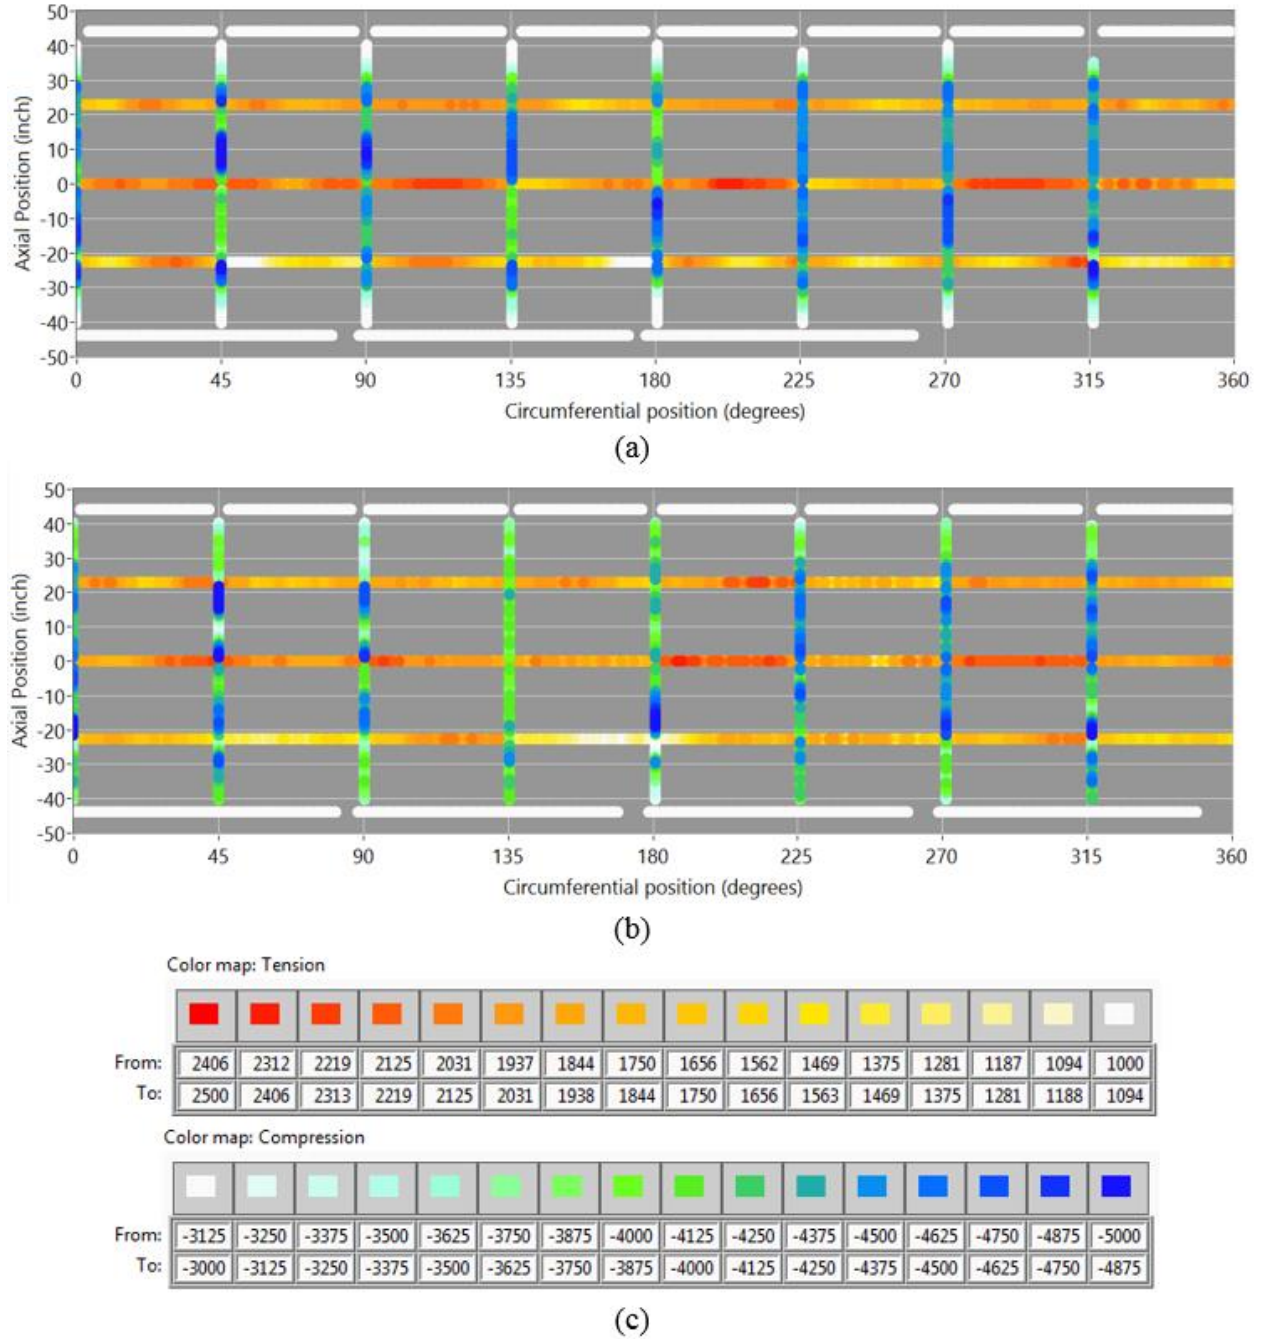 50
40
30
20
10
0
-10
-20
-30
-40
-50
Axial Position (inch)
0 45 90 135 180 225 270 315 360
Circumferential position (degrees)
(a)
50
40
30
20
10
0
-10
-20
-30
-40
-50
Axial Position (inch)
0 45 90 135 180 225 270 315 360
Circumferential position (degrees)
(b)
Color map: Tension
From: 2406 2312 2219 2125 2031 1937 1844 1750 1656 1562 1469 1375 1281 1187 1094 1000
To: 2500 2406 2313 2219 2125 2031 1938 1844 1750 1656 1563 1469 1375 1281 1188 1094
Color map: Compression
From: -3125 -3250 -3375 -3500 -3625 -3750 -3875 -4000 -4125 -4250 -4375 -4500 -4625 -4750 -4875 -5000
To: -3000 -3125 -3250 -3375 -3500 -3625 -3750 -3875 -4000 -4125 -4250 -4375 -4500 -4625 -4750 -4875
(c)